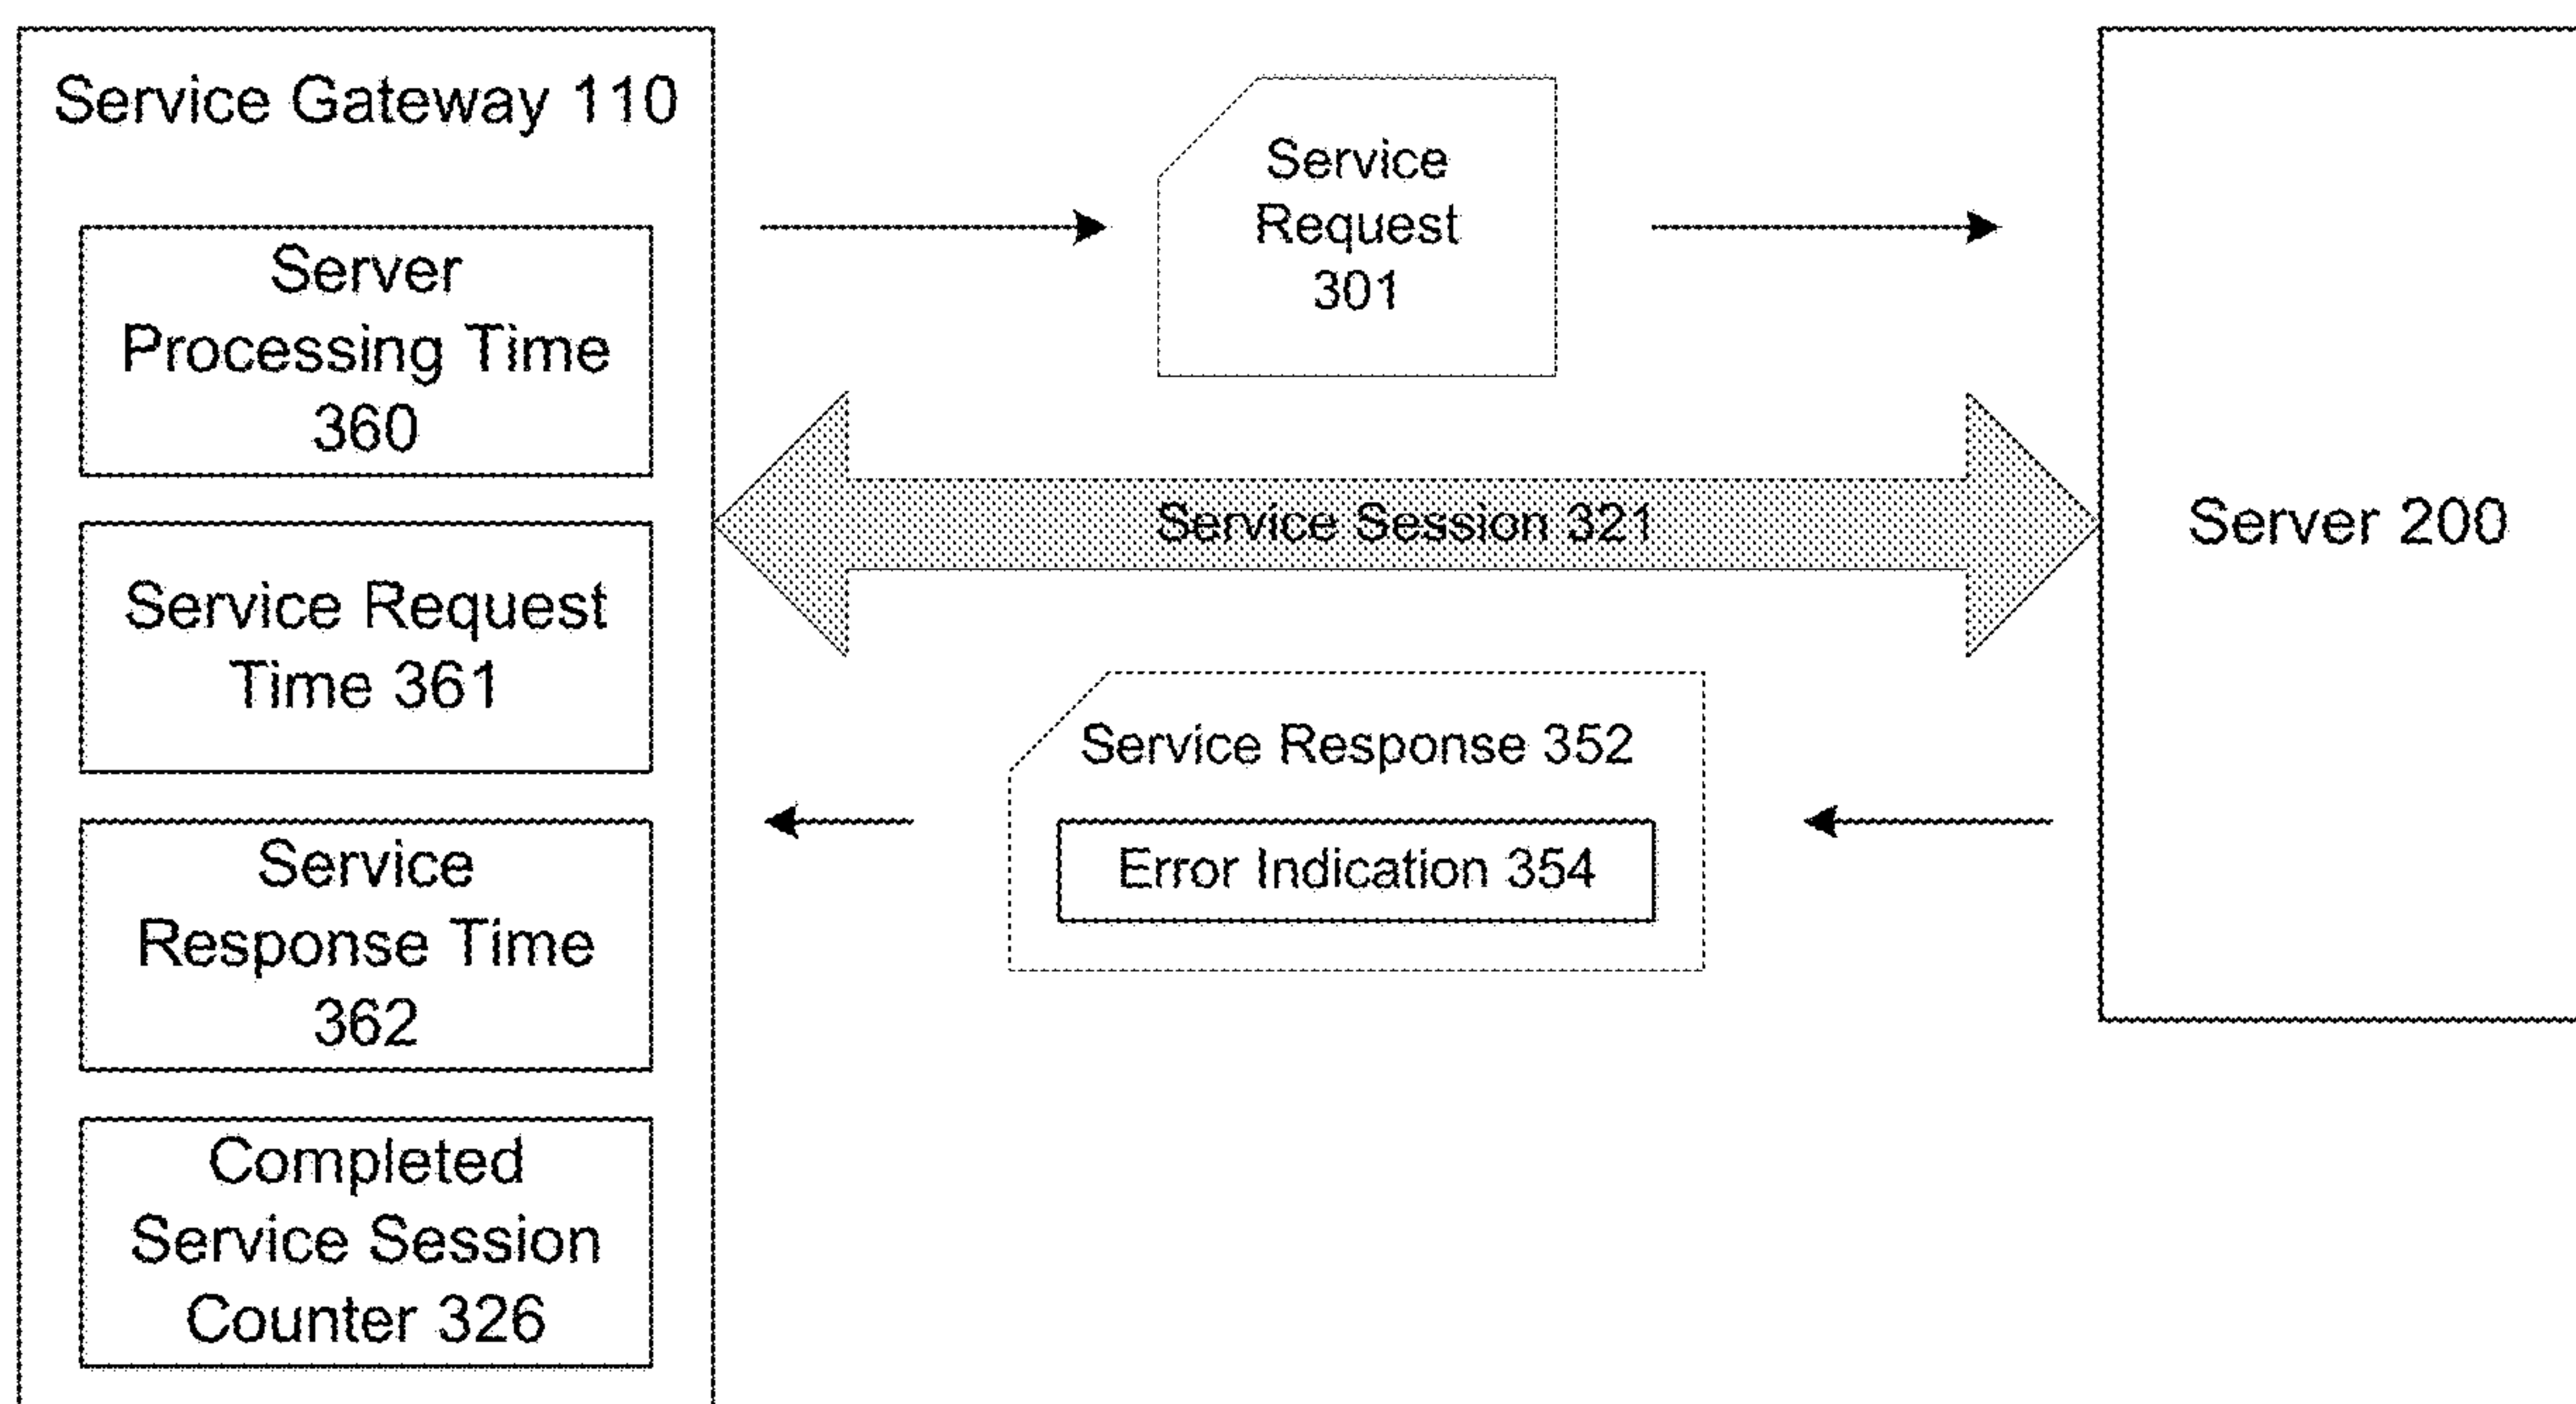 Service Gateway 110
Server
Processing Time
360
Service Request
Time 361
Service
Response Time
362
Completed
Service Session
Counter 326
Service
Request
301
Service Session 321
Service Response 352
Error Indication 354
Server 200